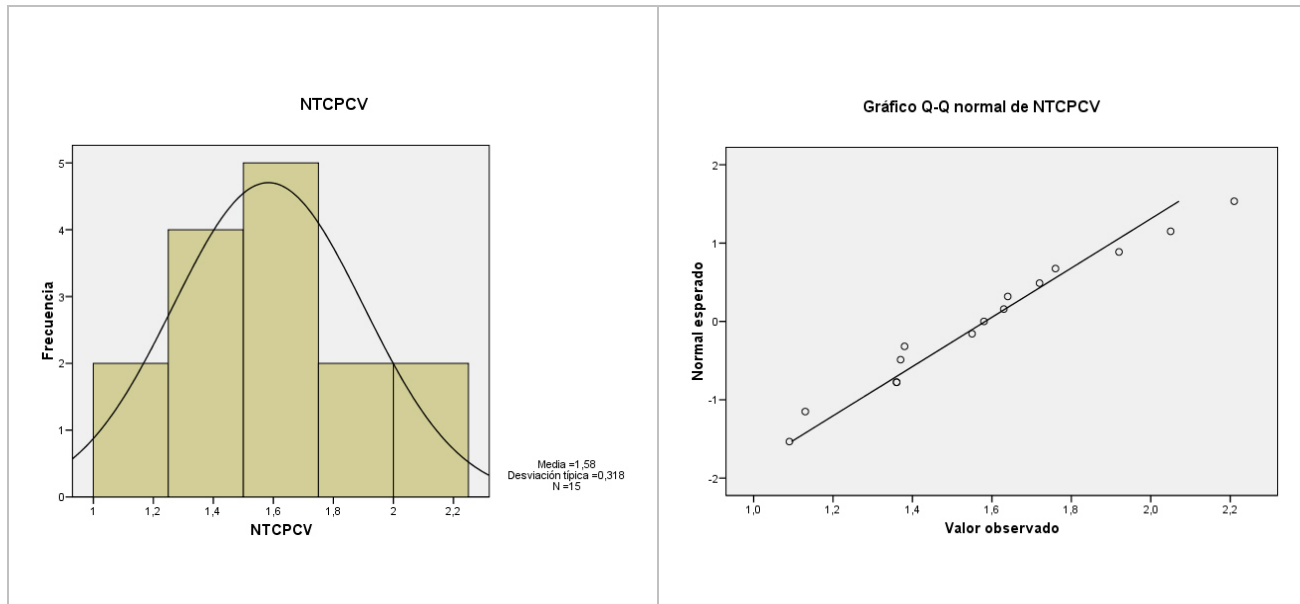 NTCPCV
Frecuencia
5
4
3
2
1
0
1
1,2
1,4
1,6
1,8
2
2,2
NTCPCV
Media =1,58
Desviación típica =0,318
N =15
Gráfico Q-Q normal de NTCPCV
Normal esperado
2
1
0
-1
-2
1,0
1,2
1,4
1,6
1,8
2,0
2,2
Valor observado